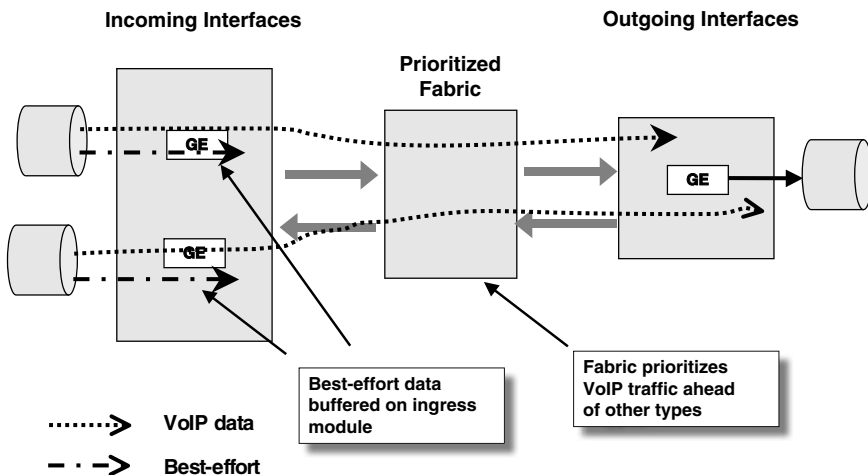 Incoming Interfaces
Outgoing Interfaces
Prioritized
Fabric
GE
GE
GE
Best-effort data
buffered on ingress
module
Fabric prioritizes
VoIP traffic ahead
of other types
VoIP data
Best-effort